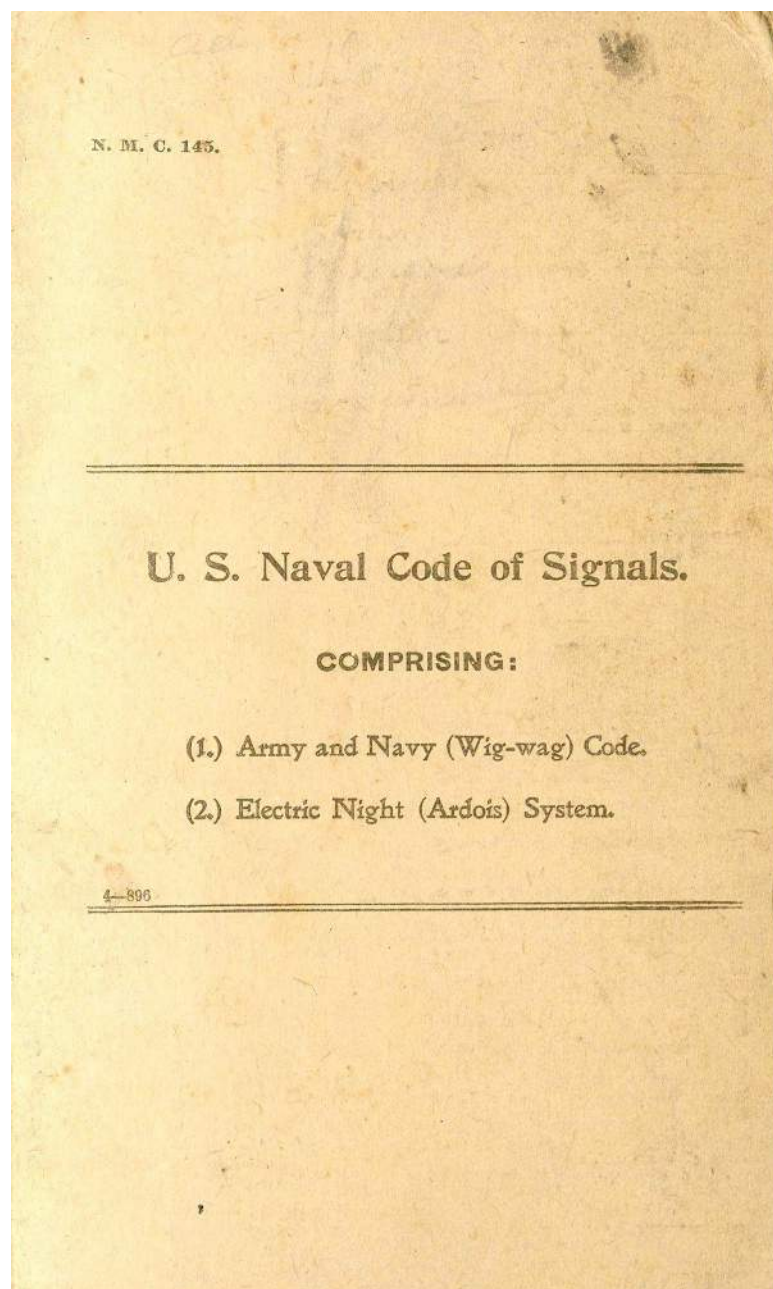 N. M. C. 145.
U. S. Naval Code of Signals.
COMPRISING:
(1.) Army and Navy (Wig-wag) Code.
(2.) Electric Night (Ardois) System.
4—896